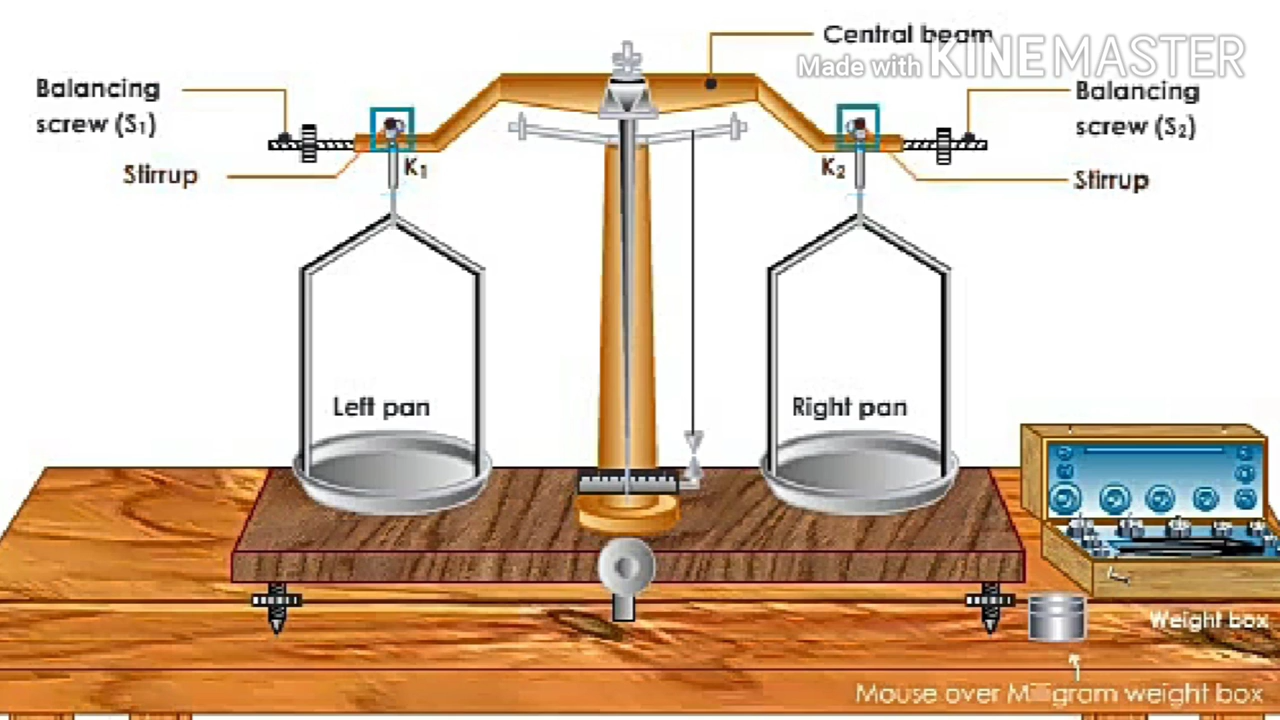 Central beam
Made with KINEMASTER
Balancing
screw (S₁)
Balancing
screw (S₂)
Stirrup
K₁
K₂
Stirrup
Left pan
Right pan
Weight box
Mouse over Milligram weight box